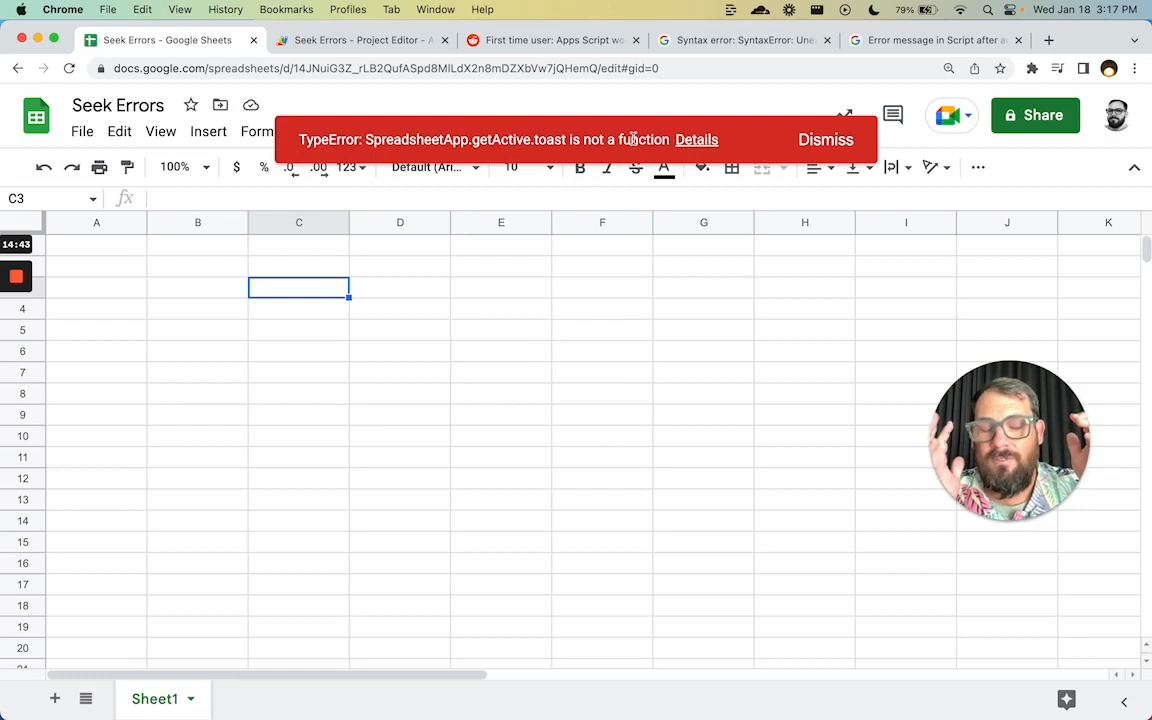 Chrome File Edit View History Bookmarks Profiles Tab Window Help 79% Wed Jan 18 3:17 PM
Seek Errors - Google Sheets Seek Errors - Project Editor - A First time user: Apps Script wo Syntax error: SyntaxError: Une Error message in Script after a
docs.google.com/spreadsheets/d/14JNuiG3Z_rLB2QufASpd8MlLdX2n8mDZXbVw7jQHemQ/edit#gid=0
Seek Errors
File Edit View Insert Form
TypeError: SpreadsheetApp.getActive.toast is not a function Details Dismiss
Share
100% $ % .0 .00 123 Default (Ari... 10 B I S A
C3 fx
A B C D E F G H I J K
14:43
4
5
6
7
8
9
10
11
12
13
14
15
16
17
18
19
20
Sheet1